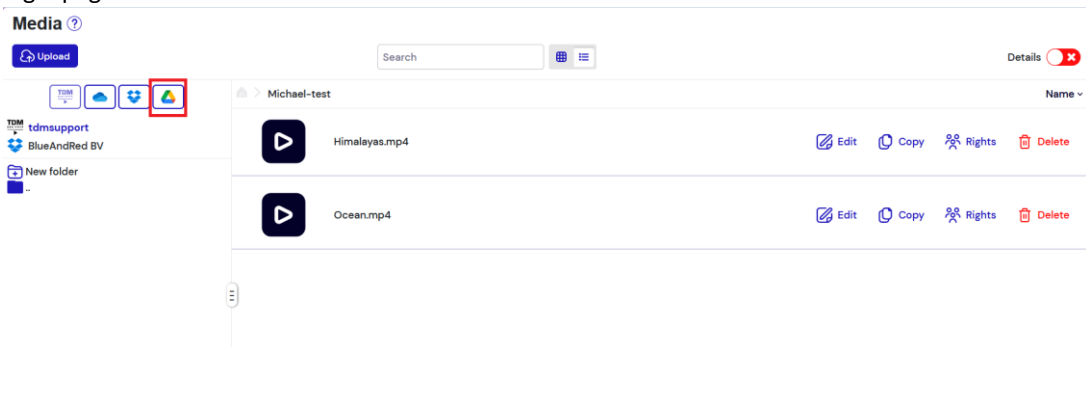 Media ?
Upload
Search
Details
TDM
Michael-test
Name
TDM
tdmsupport
BlueAndRed BV
New folder
..
Himalayas.mp4
Edit Copy Rights Delete
Ocean.mp4
Edit Copy Rights Delete